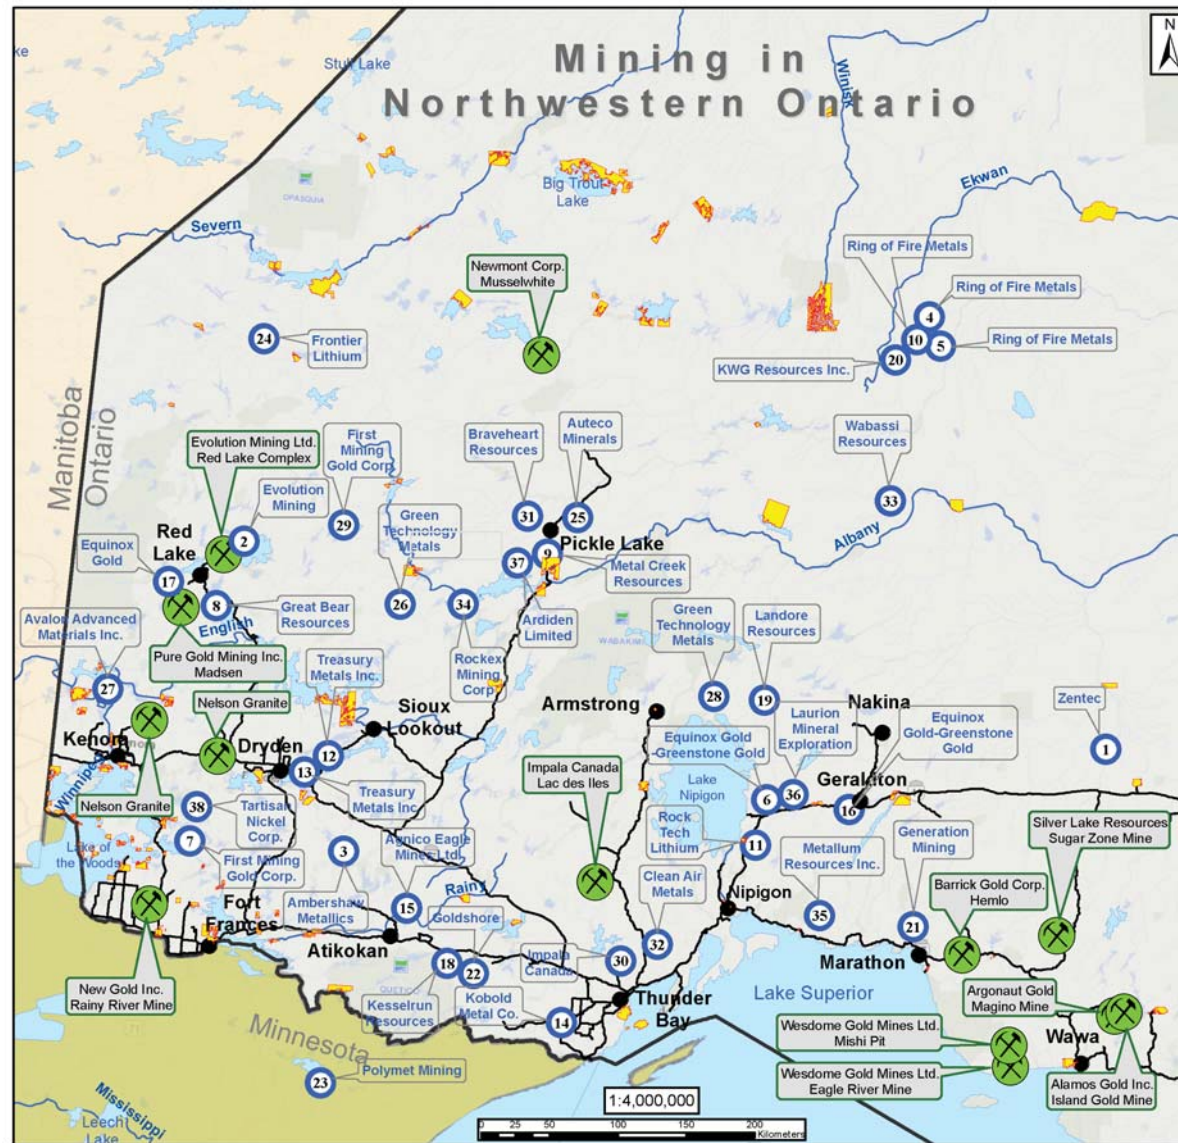 Mining in
Northwestern Ontario
N
Stull Lake
OPASQUIA
Severn
Big Trout
Lake
Winisk
Ekwan
Ring of Fire Metals
Ring of Fire Metals
Ring of Fire Metals
KWG Resources Inc.
4
10
5
20
Newmont Corp.
Musselwhite
24
Frontier
Lithium
Manitoba
Ontario
Evolution Mining Ltd.
Red Lake Complex
First
Mining
Gold Corp.
Braveheart
Resources
Auteco
Minerals
Wabassi
Resources
33
Evolution
Mining
2
29
Green
Technology
Metals
31
25
Albany
Red
Lake
Equinox
Gold
17
Pickle Lake
9
37
Metal Creek
Resources
8
Great Bear
Resources
English
26
34
Ardiden
Limited
Avalon Advanced
Materials Inc.
27
Pure Gold Mining Inc.
Madsen
Treasury
Metals Inc.
Rockex
Mining
Corp
WABAKIMI
Green
Technology
Metals
Landore
Resources
28
19
Nelson Granite
Sioux
Lookout
Armstrong
Laurion
Mineral
Exploration
Nakina
Equinox
Gold-Greenstone
Gold
Zentec
1
Kenora
Winnipeg
Dryden
12
13
Equinox Gold
-Greenstone Gold
Lake
Nipigon
6
36
Geraldton
16
Impala Canada
Lac des Iles
Nelson Granite
38
Tartisan
Nickel
Corp.
Treasury
Metals Inc.
Rock
Tech
Lithium
11
Metallum
Resources Inc.
Generation
Mining
Silver Lake Resources
Sugar Zone Mine
Lake of
the Woods
7
First Mining
Gold Corp.
3
Agnico Eagle
Mines Ltd.
Rainy
Clean Air
Metals
Nipigon
35
21
Barrick Gold Corp.
Hemlo
Fort
Frances
Ambershaw
Metallics
15
Goldshore
Atikokan
Impala
Canada
30
32
Marathon
New Gold Inc.
Rainy River Mine
QUETICO
18
22
Kesselrun
Resources
Kobold
Metal Co.
14
Thunder
Bay
Lake Superior
Argonaut Gold
Magino Mine
Wesdome Gold Mines Ltd.
Mishi Pit
Wawa
Wesdome Gold Mines Ltd.
Eagle River Mine
Alamos Gold Inc.
Island Gold Mine
Minnesota
23
Polymet Mining
Mississippi
Leech
Lake
1:4,000,000
0 25 50 100 150 200
Kilometers